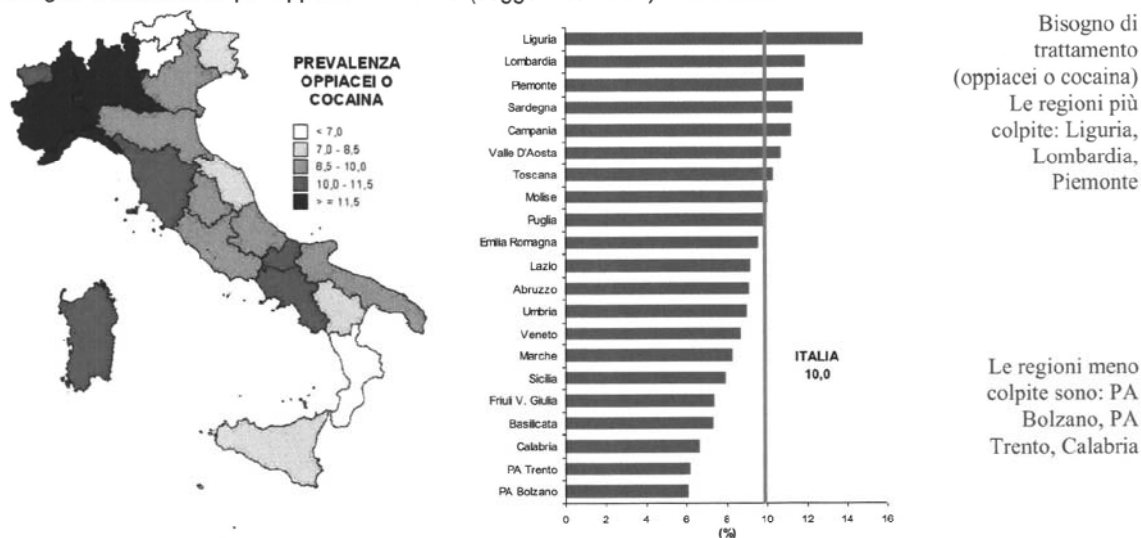 PREVALENZA
OPPIACEI O
COCAINA
< 7,0
7,0 - 8,5
8,5 - 10,0
10,0 - 11,5
> = 11,5
Liguria
Lombardia
Piemonte
Sardegna
Campania
Valle D'Aosta
Toscana
Molise
Puglia
Emilia Romagna
Lazio
Abruzzo
Umbria
Veneto
Marche
Sicilia
Friuli V. Giulia
Basilicata
Calabria
PA Trento
PA Bolzano
ITALIA
10,0
0 2 4 6 8 10 12 14 16
(%)
Bisogno di
trattamento
(oppiacei o cocaina)
Le regioni più
colpite: Liguria,
Lombardia,
Piemonte
Le regioni meno
colpite sono: PA
Bolzano, PA
Trento, Calabria